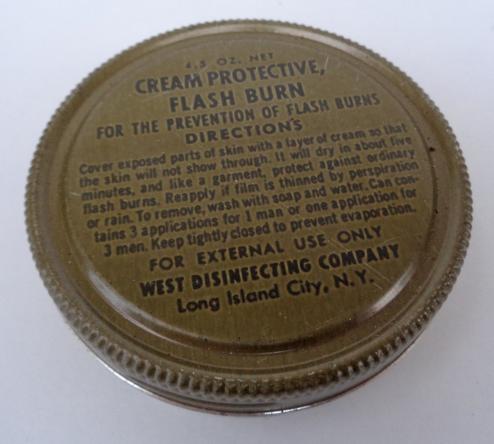 4.5 OZ. NET
CREAM PROTECTIVE,
FLASH BURN
FOR THE PREVENTION OF FLASH BURNS
DIRECTIONS
Cover exposed parts of skin with a layer of cream so that
the skin will not show through. It will dry in about five
minutes, and like a garment, protect against ordinary
flash burns. Reapply if film is thinned by perspiration
or rain. To remove, wash with soap and water. Can con-
tains 3 applications for 1 man or one application for
3 men. Keep tightly closed to prevent evaporation.
FOR EXTERNAL USE ONLY
WEST DISINFECTING COMPANY
Long Island City, N.Y.